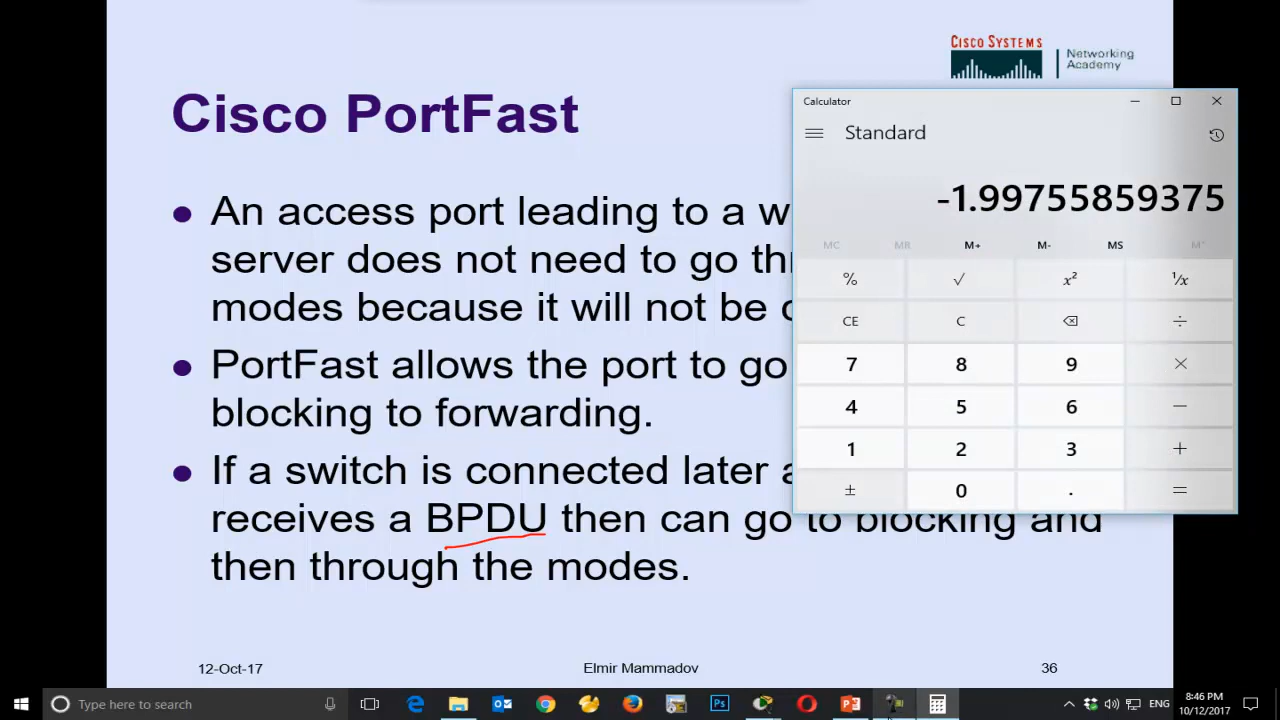 CISCO SYSTEMS
Networking
Academy
Cisco PortFast
An access port leading to a w
server does not need to go thr
modes because it will not be
PortFast allows the port to go
blocking to forwarding.
If a switch is connected later
receives a BPDU then can go to blocking and
then through the modes.
12-Oct-17
Elmir Mammadov
36
Calculator
Standard
-1.99755859375
MC MR M+ M- MS M˅
% √ x² ¹/x
CE C ⌫ ÷
7 8 9 ×
4 5 6 −
1 2 3 +
± 0 . =
Type here to search
ENG
8:46 PM
10/12/2017